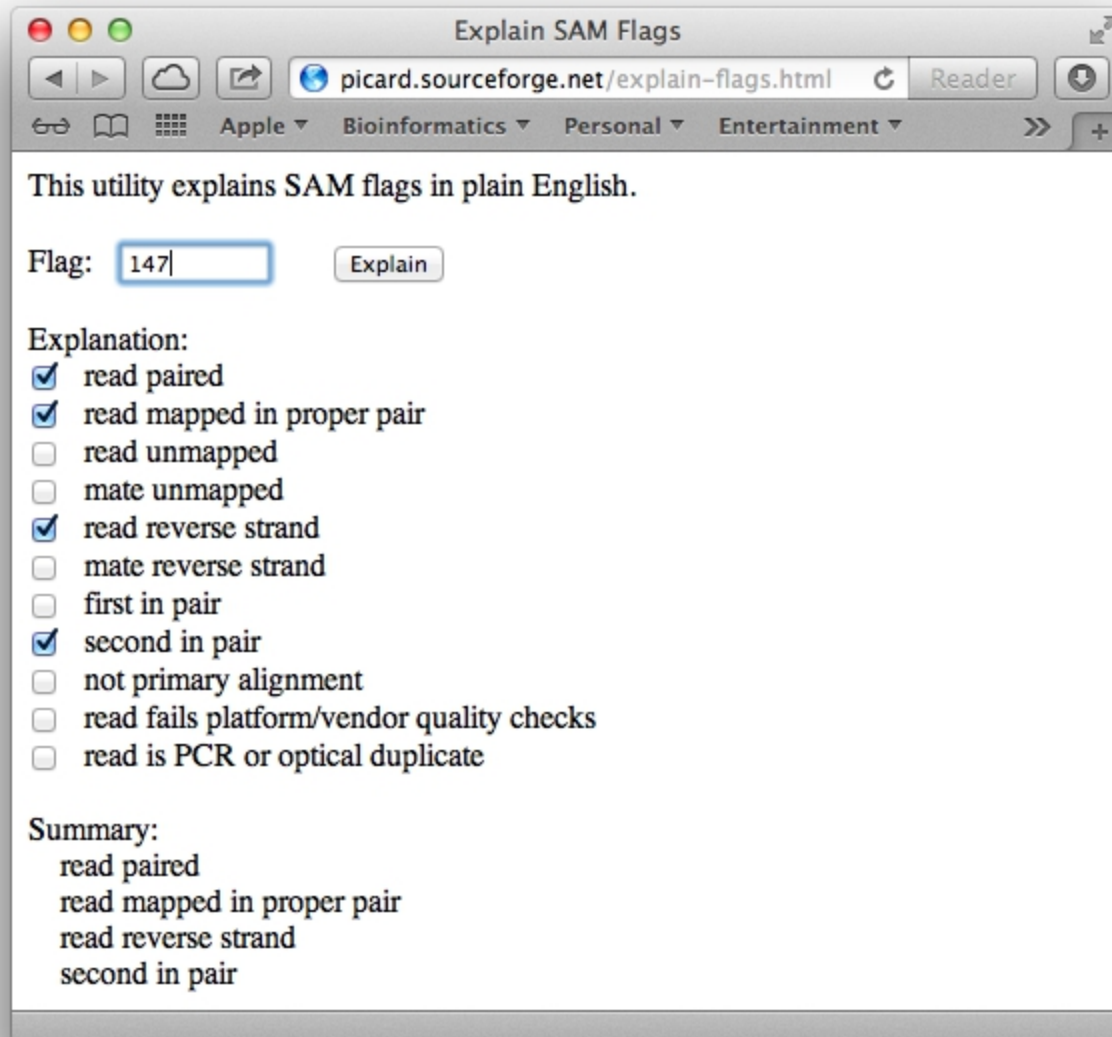 Explain SAM Flags
picard.sourceforge.net/explain-flags.html Reader
Apple Bioinformatics Personal Entertainment
This utility explains SAM flags in plain English.
Flag: 147 Explain
Explanation:
read paired
read mapped in proper pair
read unmapped
mate unmapped
read reverse strand
mate reverse strand
first in pair
second in pair
not primary alignment
read fails platform/vendor quality checks
read is PCR or optical duplicate
Summary:
read paired
read mapped in proper pair
read reverse strand
second in pair